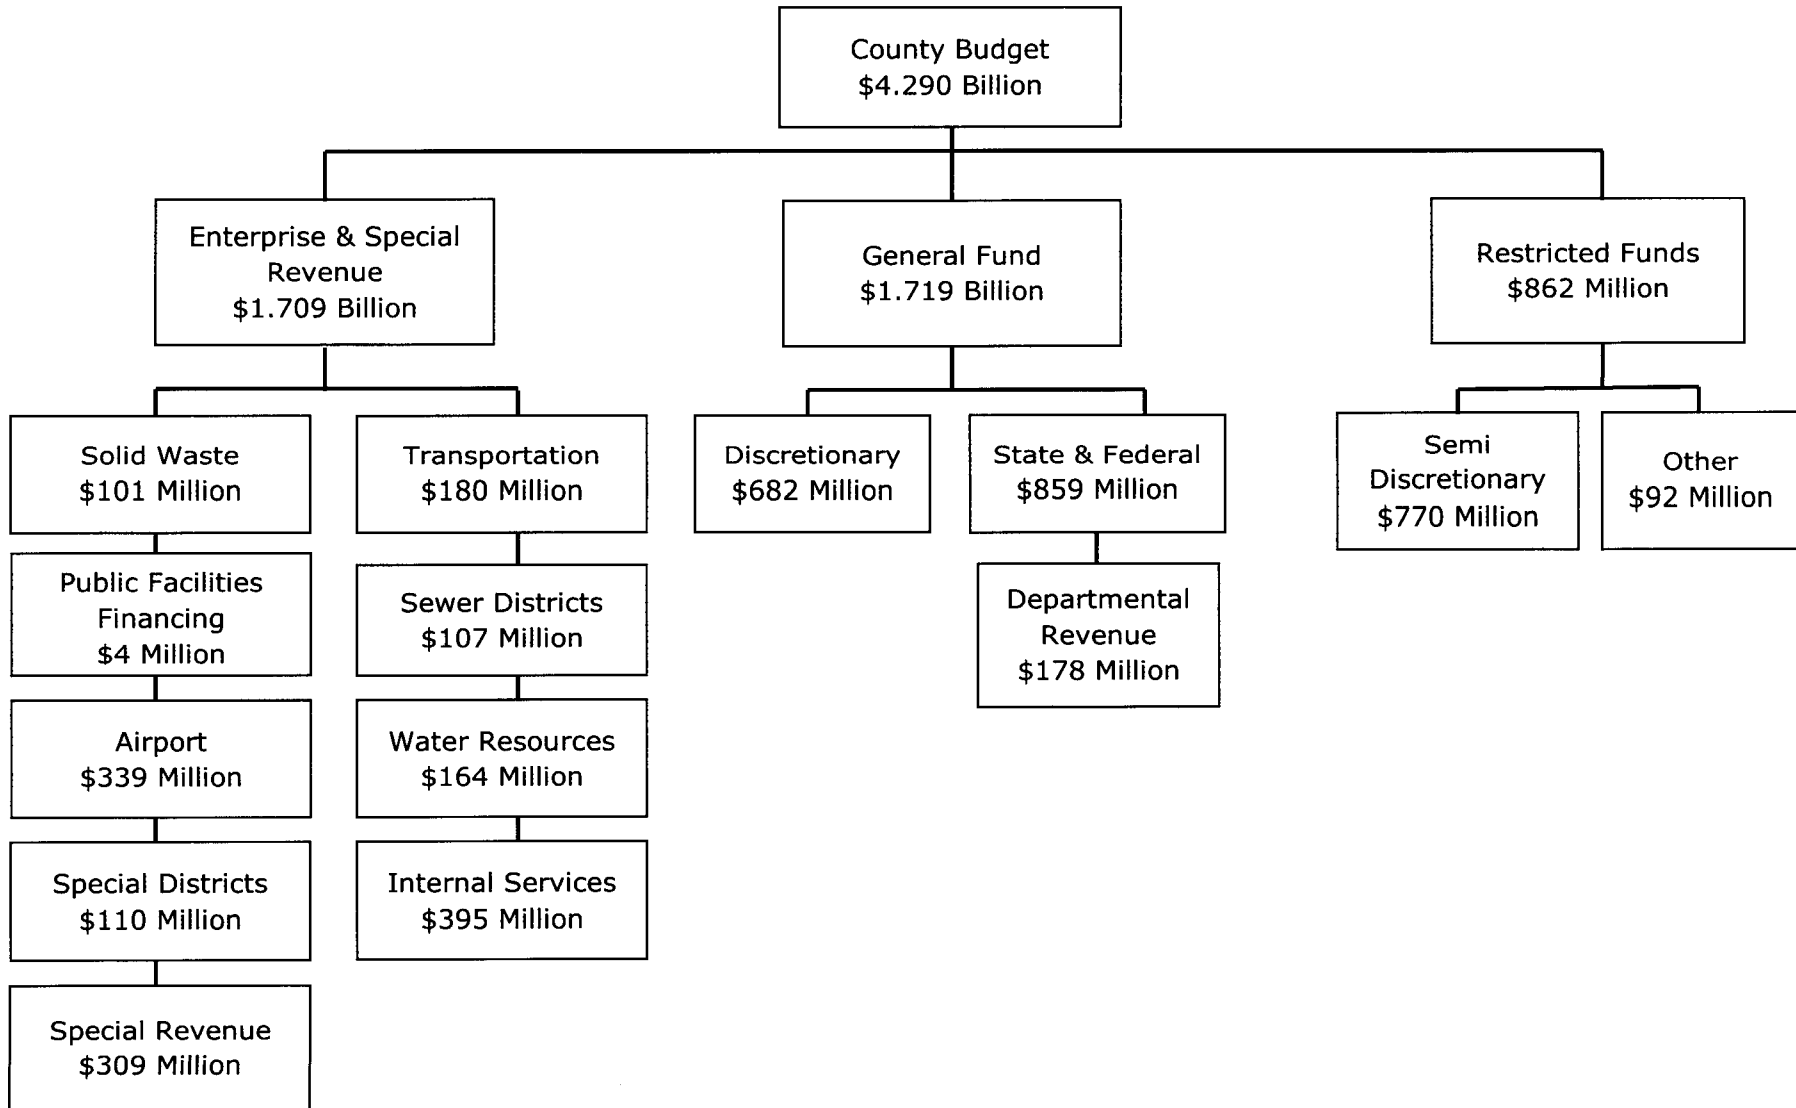 County Budget
$4.290 Billion
Enterprise & Special
Revenue
$1.709 Billion
General Fund
$1.719 Billion
Restricted Funds
$862 Million
Solid Waste
$101 Million
Transportation
$180 Million
Discretionary
$682 Million
State & Federal
$859 Million
Semi
Discretionary
$770 Million
Other
$92 Million
Public Facilities
Financing
$4 Million
Sewer Districts
$107 Million
Departmental
Revenue
$178 Million
Airport
$339 Million
Water Resources
$164 Million
Special Districts
$110 Million
Internal Services
$395 Million
Special Revenue
$309 Million